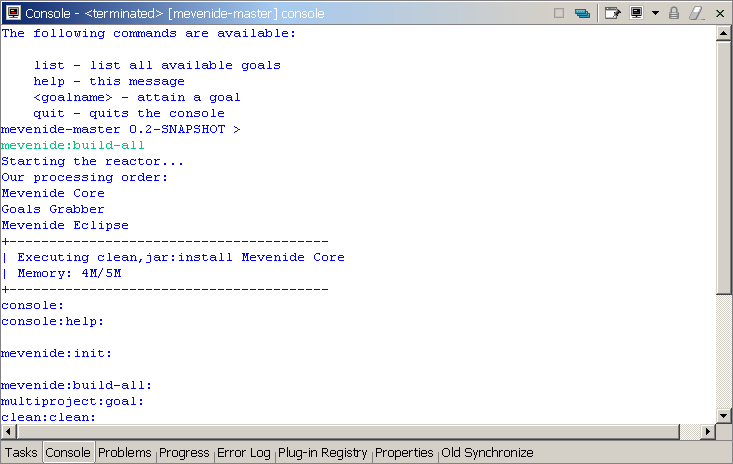 Console - <terminated> [mevenide-master] console
The following commands are available:
list - list all available goals
help - this message
<goalname> - attain a goal
quit - quits the console
mevenide-master 0.2-SNAPSHOT >
mevenide:build-all
Starting the reactor...
Our processing order:
Mevenide Core
Goals Grabber
Mevenide Eclipse
+----------------------------------------
| Executing clean,jar:install Mevenide Core
| Memory: 4M/5M
+----------------------------------------
console:
console:help:
mevenide:init:
mevenide:build-all:
multiproject:goal:
clean:clean:
Tasks Console Problems Progress Error Log Plug-in Registry Properties Old Synchronize